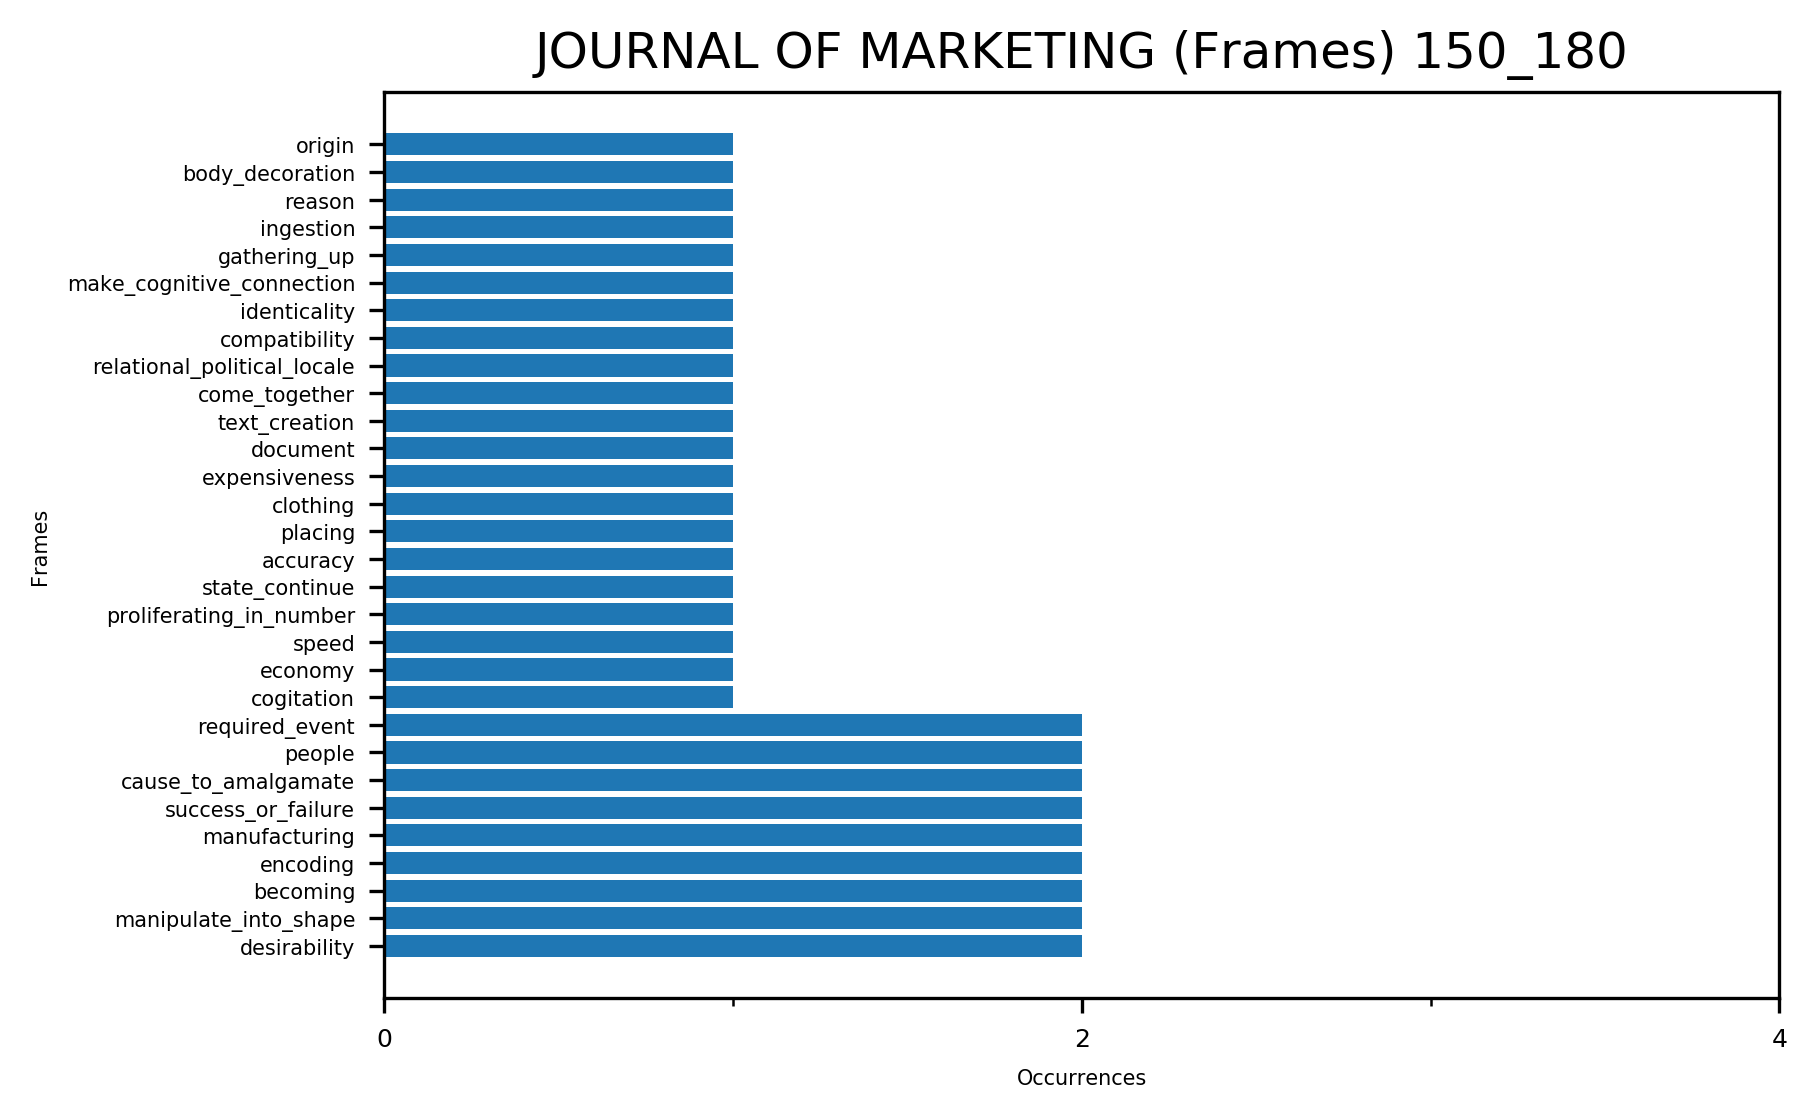 JOURNAL OF MARKETING (Frames) 150_180
origin
body_decoration
reason
ingestion
gathering_up
make_cognitive_connection
identicality
compatibility
relational_political_locale
come_together
text_creation
document
expensiveness
clothing
placing
accuracy
state_continue
proliferating_in_number
speed
economy
cogitation
required_event
people
cause_to_amalgamate
success_or_failure
manufacturing
encoding
becoming
manipulate_into_shape
desirability
Frames
0 2 4
Occurrences